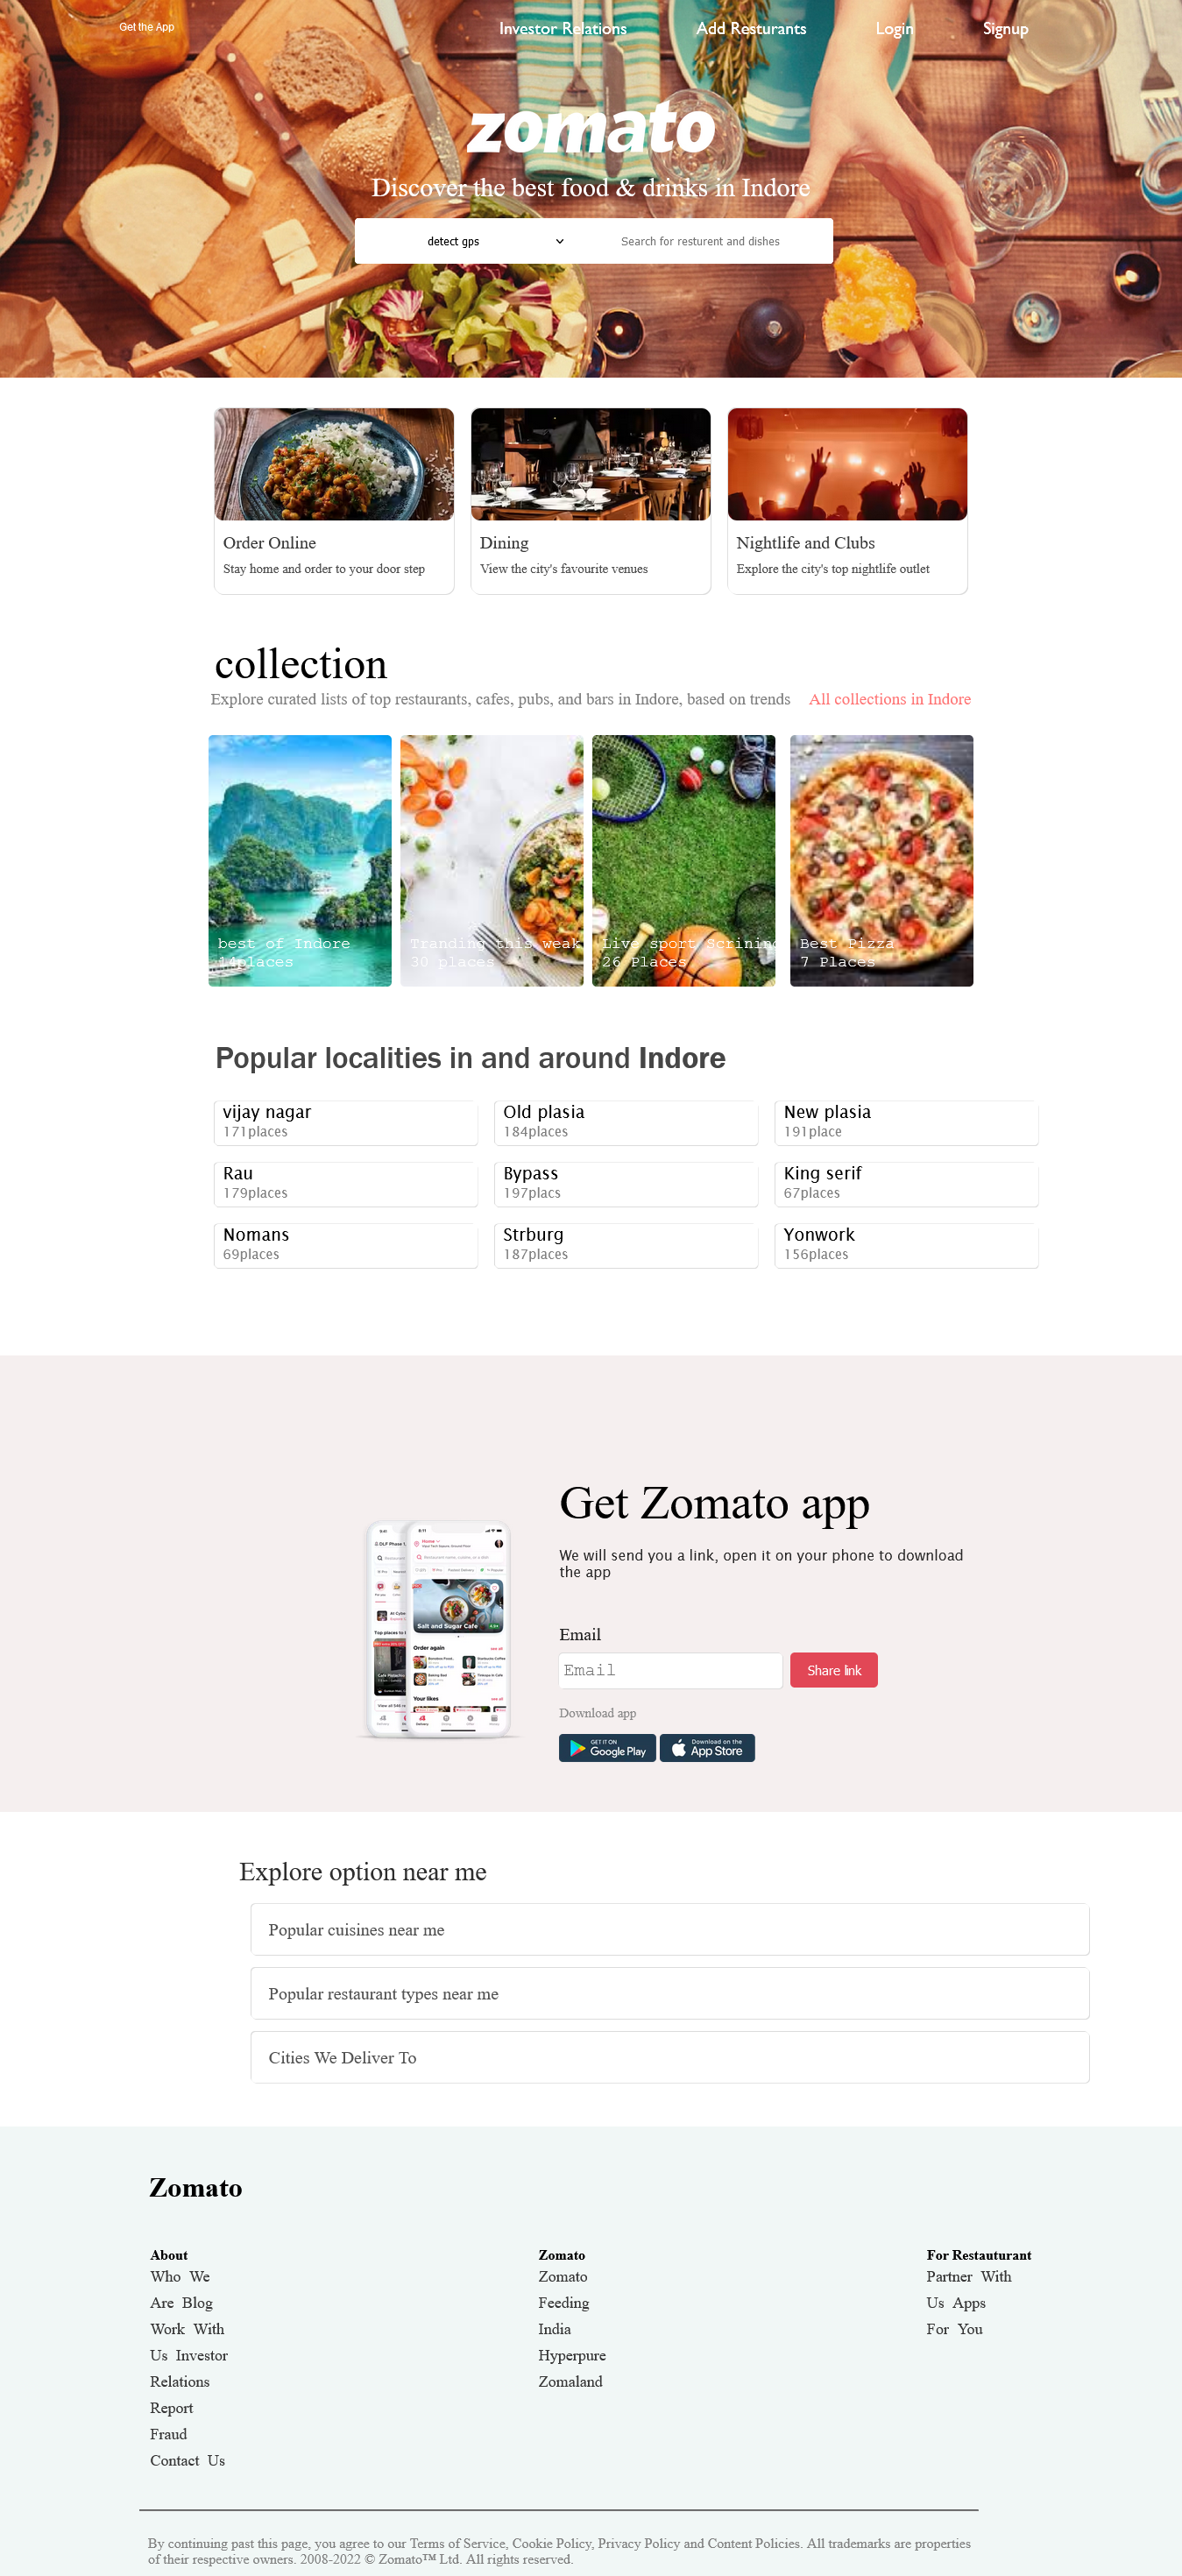 Get the App
Investor Relations
Add Resturants
Login
Signup
zomato
Discover the best food & drinks in Indore
detect gps
Search for resturent and dishes
Order Online
Stay home and order to your door step
Dining
View the city's favourite venues
Nightlife and Clubs
Explore the city's top nightlife outlet
collection
Explore curated lists of top restaurants, cafes, pubs, and bars in Indore, based on trends
All collections in Indore
best of Indore
14places
Tranding this weak
30 places
Live sport Scrining
26 Places
Best Pizza
7 Places
Popular localities in and around Indore
vijay nagar
171places
Old plasia
184places
New plasia
191place
Rau
179places
Bypass
197placs
King serif
67places
Nomans
69places
Strburg
187places
Yonwork
156places
Get Zomato app
We will send you a link, open it on your phone to download
the app
Home
Salt and Sugar Cafe
Order again
Your likes
Email
Email
Share link
Download app
GET IT ON
Google Play
Download on the
App Store
Explore option near me
Popular cuisines near me
Popular restaurant types near me
Cities We Deliver To
Zomato
About
Who We
Are Blog
Work With
Us Investor
Relations
Report
Fraud
Contact Us
Zomato
Zomato
Feeding
India
Hyperpure
Zomaland
For Restauturant
Partner With
Us Apps
For You
By continuing past this page, you agree to our Terms of Service, Cookie Policy, Privacy Policy and Content Policies. All trademarks are properties
of their respective owners. 2008-2022 © Zomato™ Ltd. All rights reserved.